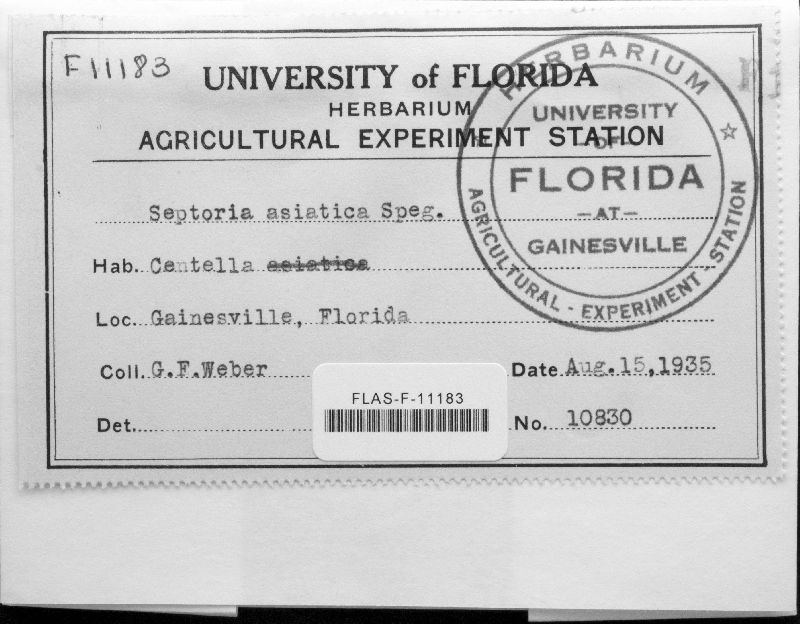 F11183
UNIVERSITY of FLORIDA
HERBARIUM
AGRICULTURAL EXPERIMENT STATION
HERBARIUM
UNIVERSITY
OF
FLORIDA
—AT—
GAINESVILLE
AGRICULTURAL - EXPERIMENT - STATION
Septoria asiatica Speg.
Hab. Centella asiatica
Loc. Gainesville, Florida
Coll. G.F.Weber
Date Aug.15,1935
Det.
FLAS-F-11183
No. 10830